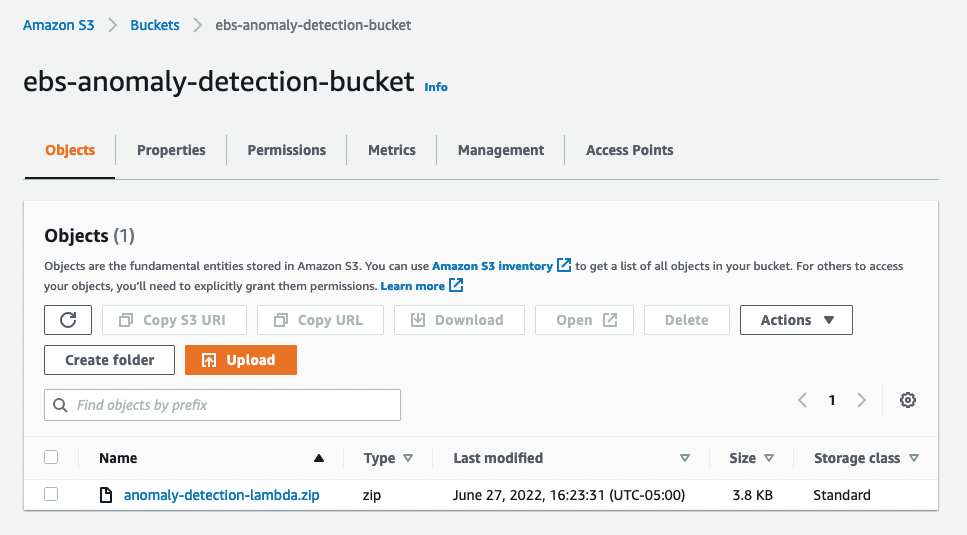 Amazon S3 > Buckets > ebs-anomaly-detection-bucket
ebs-anomaly-detection-bucket Info
Objects Properties Permissions Metrics Management Access Points
Objects (1)
Objects are the fundamental entities stored in Amazon S3. You can use Amazon S3 inventory to get a list of all objects in your bucket. For others to access
your objects, you'll need to explicitly grant them permissions. Learn more
Copy S3 URI Copy URL Download Open Delete Actions
Create folder Upload
Find objects by prefix 1
Name Type Last modified Size Storage class
anomaly-detection-lambda.zip zip June 27, 2022, 16:23:31 (UTC-05:00) 3.8 KB Standard